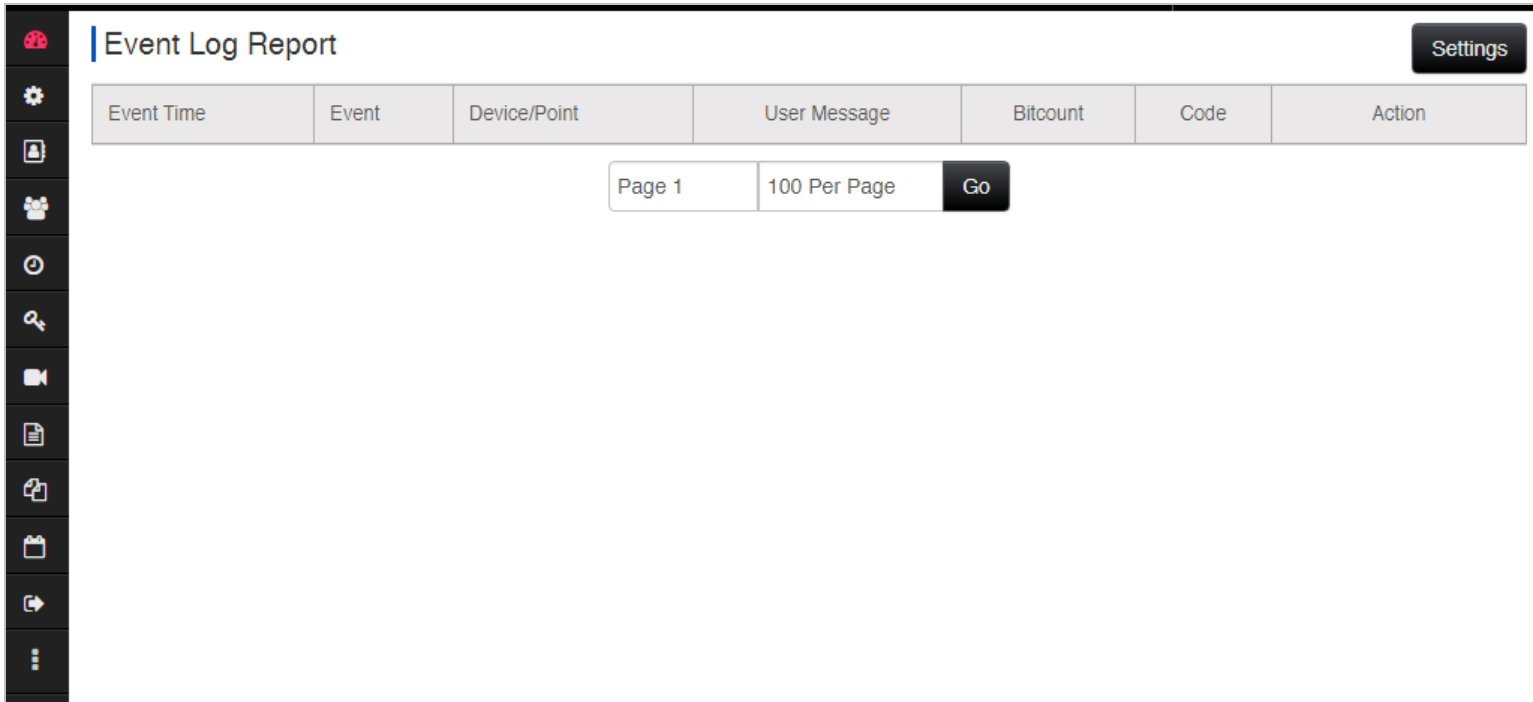 Event Log Report
Settings
Event Time Event Device/Point User Message Bitcount Code Action
Page 1 100 Per Page Go